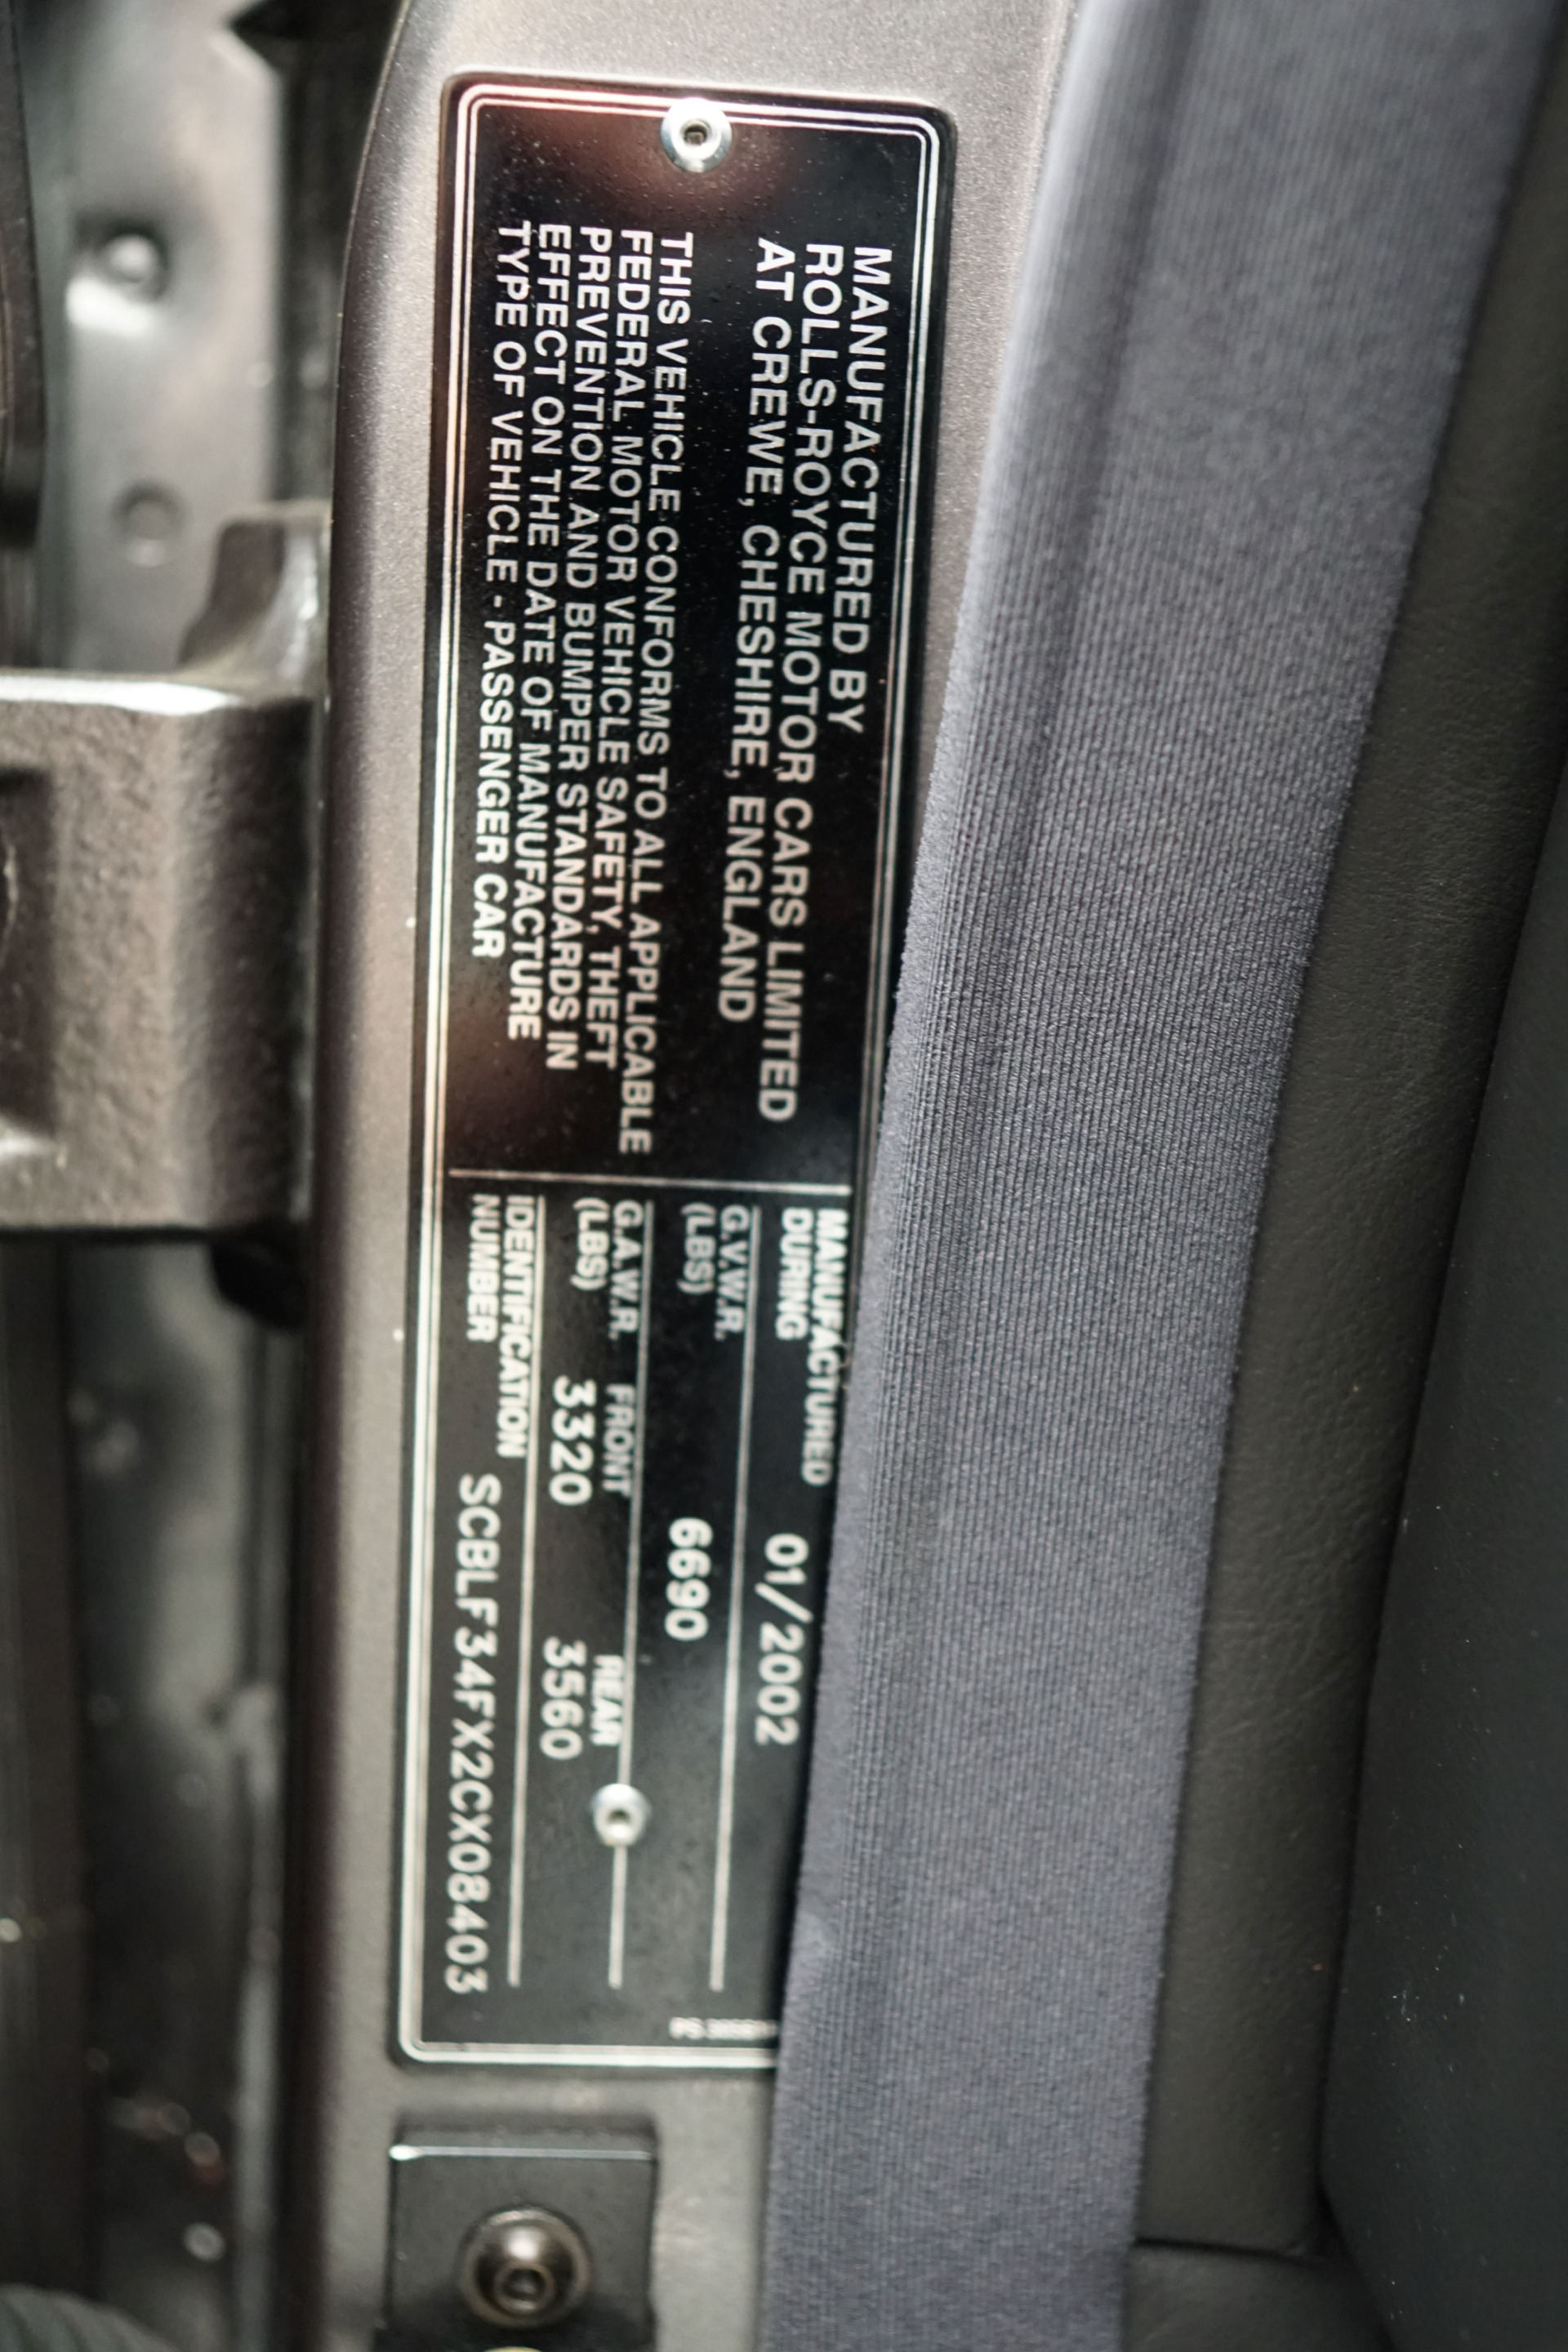 MANUFACTURED BY
ROLLS-ROYCE MOTOR CARS LIMITED
AT CREWE, CHESHIRE, ENGLAND
THIS VEHICLE CONFORMS TO ALL APPLICABLE
FEDERAL MOTOR VEHICLE SAFETY, THEFT
PREVENTION AND BUMPER STANDARDS IN
EFFECT ON THE DATE OF MANUFACTURE
TYPE OF VEHICLE - PASSENGER CAR
MANUFACTURED
DURING 01/2002
G.V.W.R.
(LBS) 6690
G.A.W.R. FRONT REAR
(LBS) 3320 3560
IDENTIFICATION
NUMBER SCBLF34FX2CX08403